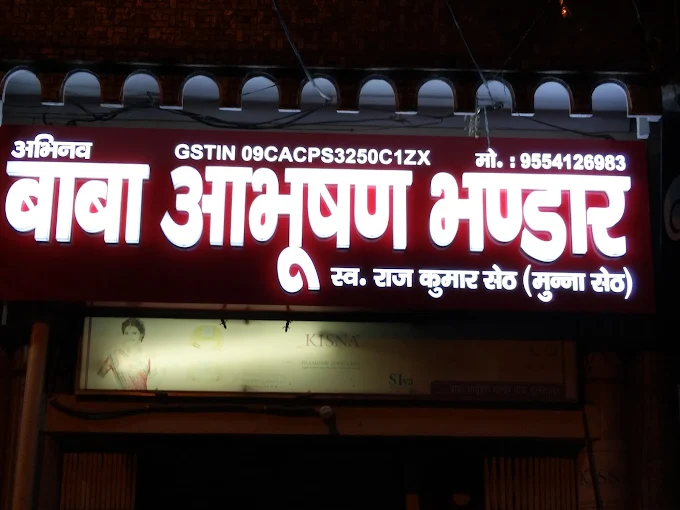 अभिनव
GSTIN 09CACPS3250C1ZX
मो. : 9554126983
बाबा आभूषण भण्डार
स्व. राज कुमार सेठ (मुन्ना सेठ)
KISNA